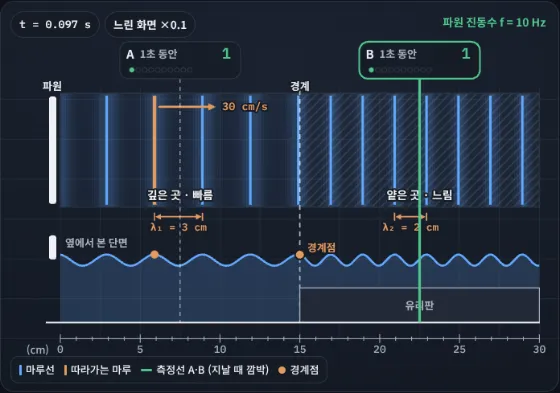 t = 0.097 s
느린 화면 ×0.1
파원 진동수 f = 10 Hz
A 1초 동안 1
B 1초 동안 1
파원
경계
30 cm/s
깊은 곳 · 빠름
얕은 곳 · 느림
λ₁ = 3 cm
λ₂ = 2 cm
옆에서 본 단면
경계점
유리판
(cm) 0 5 10 15 20 25 30
마루선 따라가는 마루 측정선 A·B (지날 때 깜박) 경계점